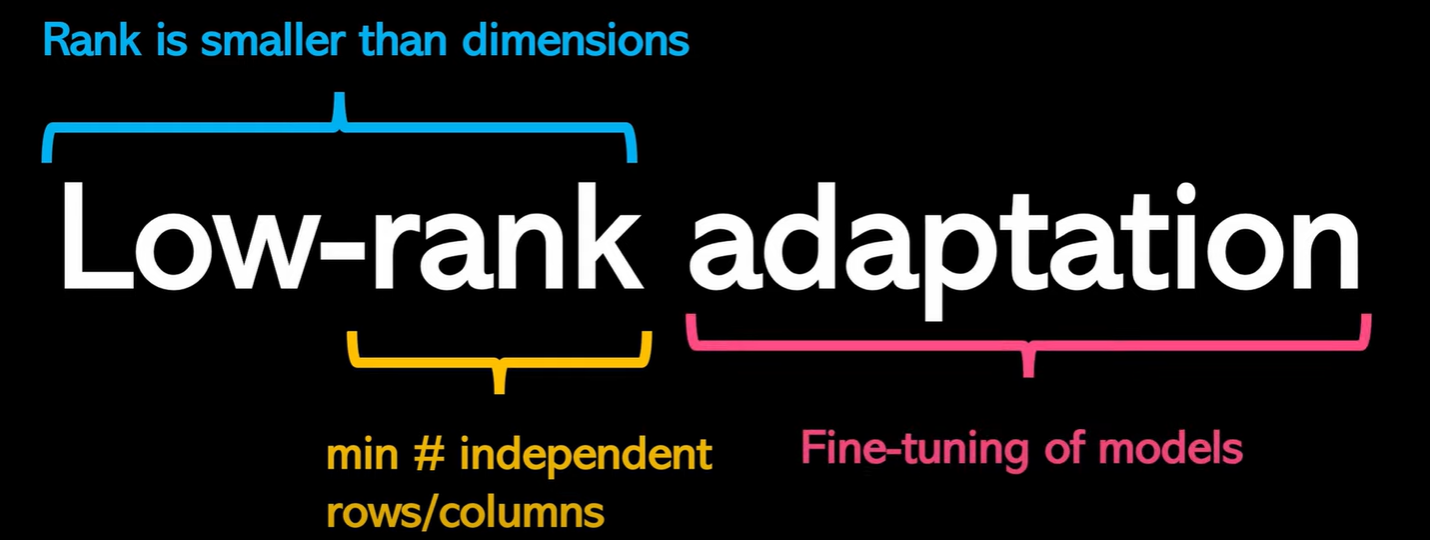 Rank is smaller than dimensions
Low-rank adaptation
min # independent
rows/columns
Fine-tuning of models